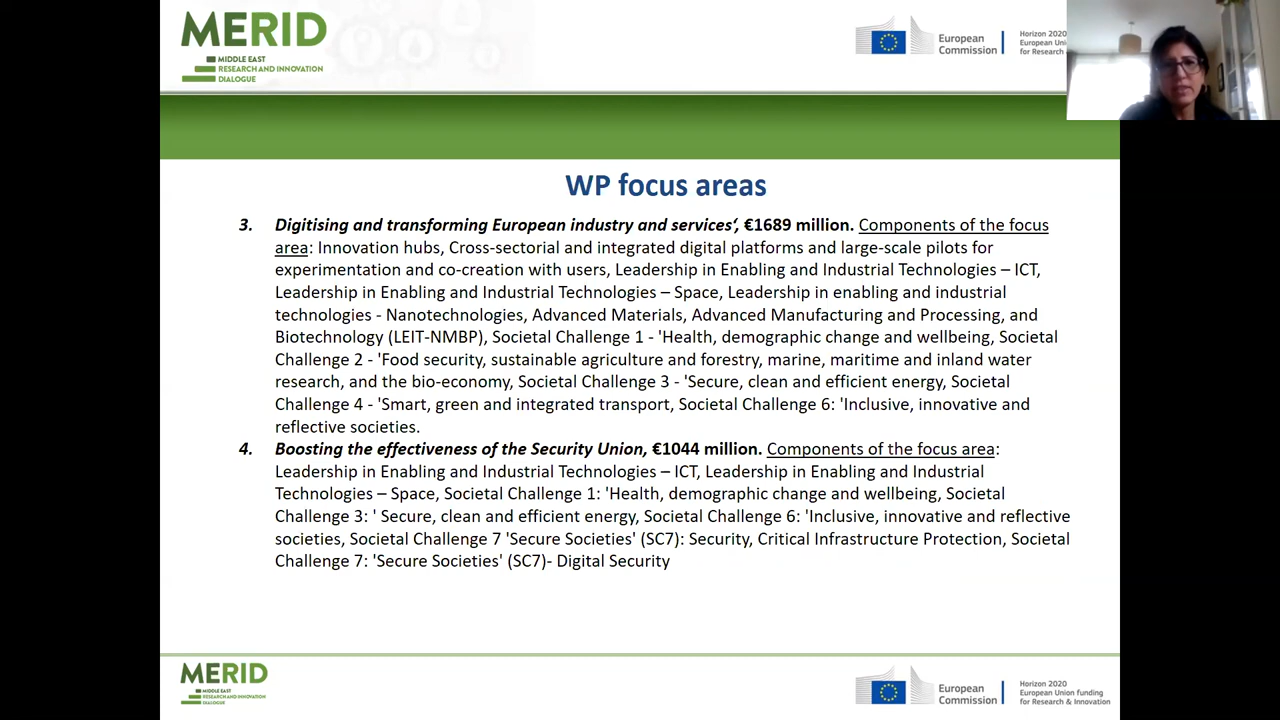 MERID
MIDDLE EAST
RESEARCH AND INNOVATION
DIALOGUE
European
Commission
Horizon 2020
European Uni
for Research &
WP focus areas
3. Digitising and transforming European industry and services‘, €1689 million. Components of the focus
area: Innovation hubs, Cross-sectorial and integrated digital platforms and large-scale pilots for
experimentation and co-creation with users, Leadership in Enabling and Industrial Technologies – ICT,
Leadership in Enabling and Industrial Technologies – Space, Leadership in enabling and industrial
technologies - Nanotechnologies, Advanced Materials, Advanced Manufacturing and Processing, and
Biotechnology (LEIT-NMBP), Societal Challenge 1 - 'Health, demographic change and wellbeing, Societal
Challenge 2 - 'Food security, sustainable agriculture and forestry, marine, maritime and inland water
research, and the bio-economy, Societal Challenge 3 - 'Secure, clean and efficient energy, Societal
Challenge 4 - 'Smart, green and integrated transport, Societal Challenge 6: 'Inclusive, innovative and
reflective societies.
4. Boosting the effectiveness of the Security Union, €1044 million. Components of the focus area:
Leadership in Enabling and Industrial Technologies – ICT, Leadership in Enabling and Industrial
Technologies – Space, Societal Challenge 1: 'Health, demographic change and wellbeing, Societal
Challenge 3: ' Secure, clean and efficient energy, Societal Challenge 6: 'Inclusive, innovative and reflective
societies, Societal Challenge 7 'Secure Societies' (SC7): Security, Critical Infrastructure Protection, Societal
Challenge 7: 'Secure Societies' (SC7)- Digital Security
MERID
MIDDLE EAST
RESEARCH AND INNOVATION
DIALOGUE
European
Commission
Horizon 2020
European Union funding
for Research & Innovation